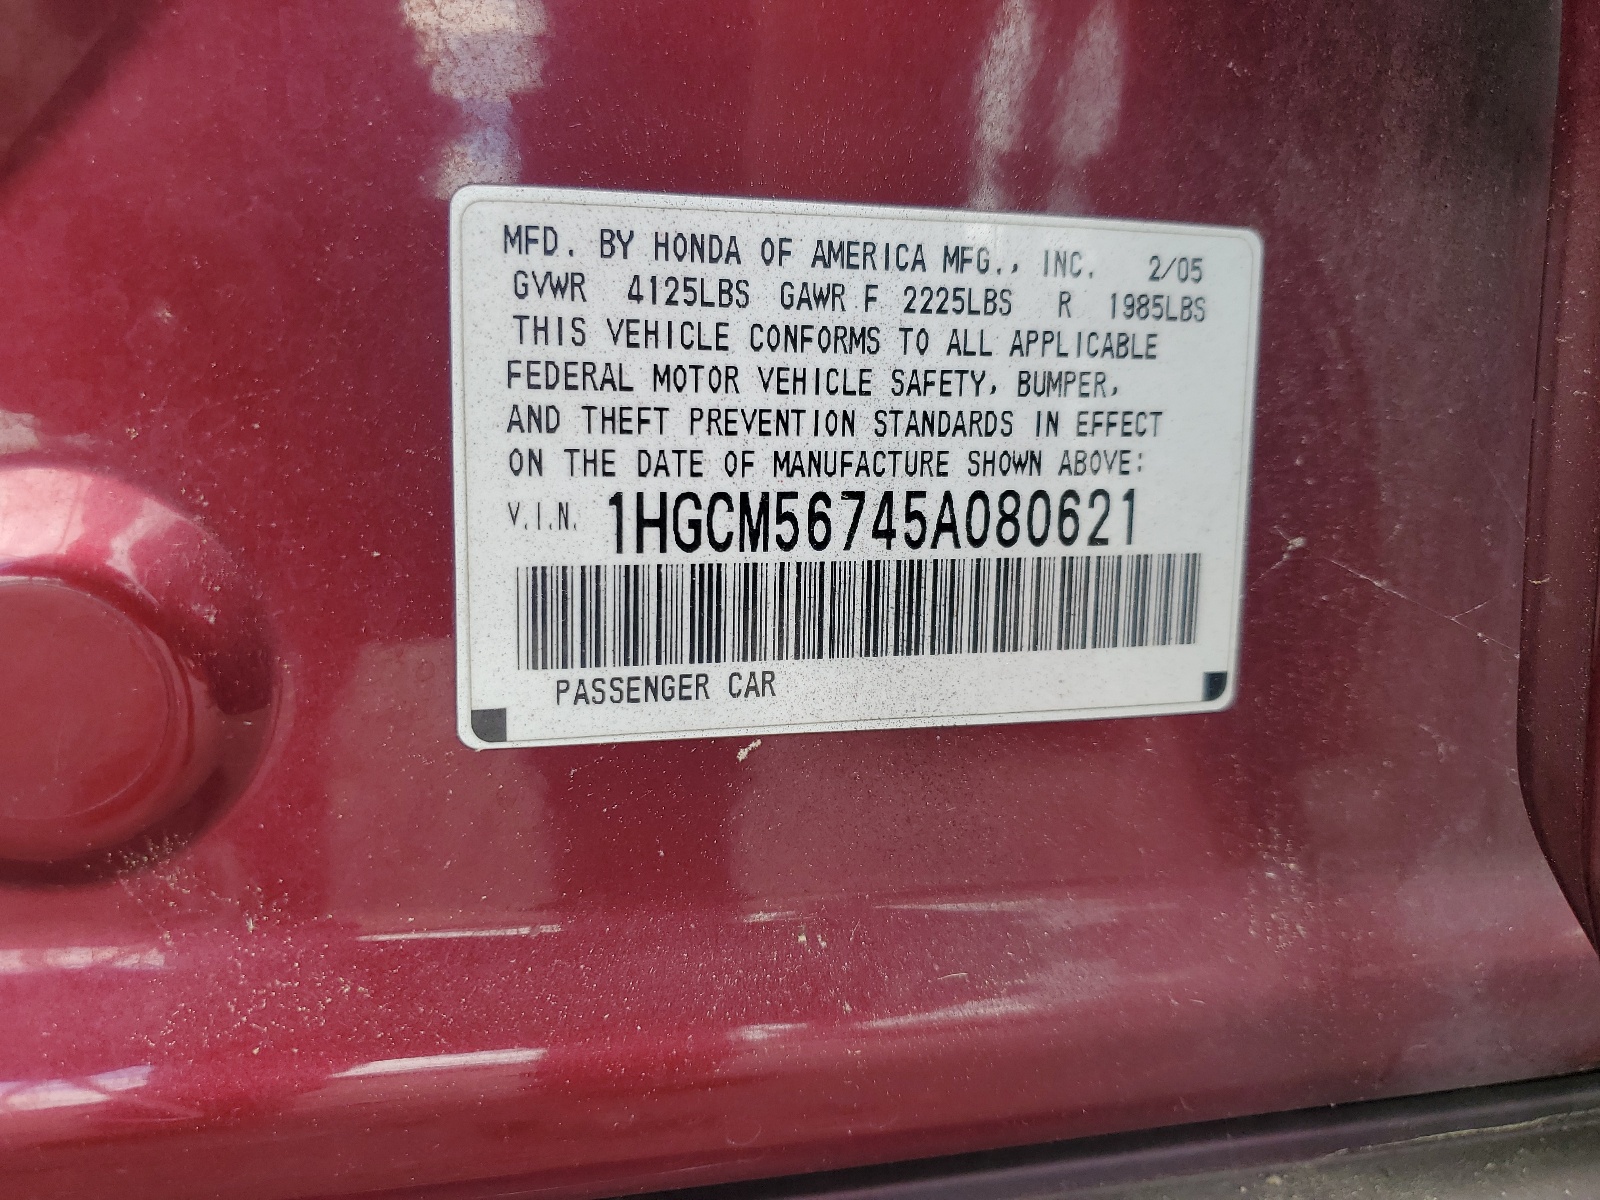 MFD. BY HONDA OF AMERICA MFG., INC. 2/05
GVWR 4125LBS GAWR F 2225LBS R 1985LBS
THIS VEHICLE CONFORMS TO ALL APPLICABLE
FEDERAL MOTOR VEHICLE SAFETY, BUMPER,
AND THEFT PREVENTION STANDARDS IN EFFECT
ON THE DATE OF MANUFACTURE SHOWN ABOVE:
V.I.N. 1HGCM56745A080621
PASSENGER CAR